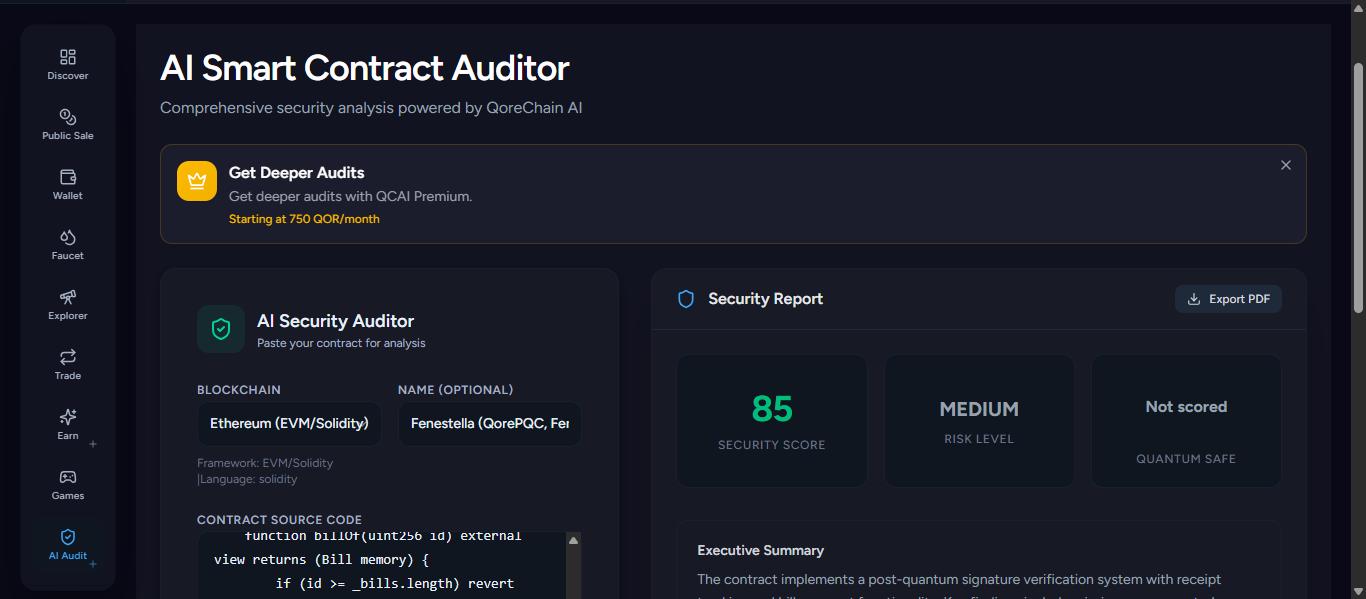 Discover
Public Sale
Wallet
Faucet
Explorer
Trade
Earn
Games
AI Audit
AI Smart Contract Auditor
Comprehensive security analysis powered by QoreChain AI
Get Deeper Audits
Get deeper audits with QCAI Premium.
Starting at 750 QOR/month
AI Security Auditor
Paste your contract for analysis
BLOCKCHAIN
Ethereum (EVM/Solidity)
NAME (OPTIONAL)
Fenestella (QorePQC, Fer
Framework: EVM/Solidity
|Language: solidity
CONTRACT SOURCE CODE
function billOf(uint256 id) external
view returns (Bill memory) {
if (id >= _bills.length) revert
Security Report
Export PDF
85
SECURITY SCORE
MEDIUM
RISK LEVEL
Not scored
QUANTUM SAFE
Executive Summary
The contract implements a post-quantum signature verification system with receipt